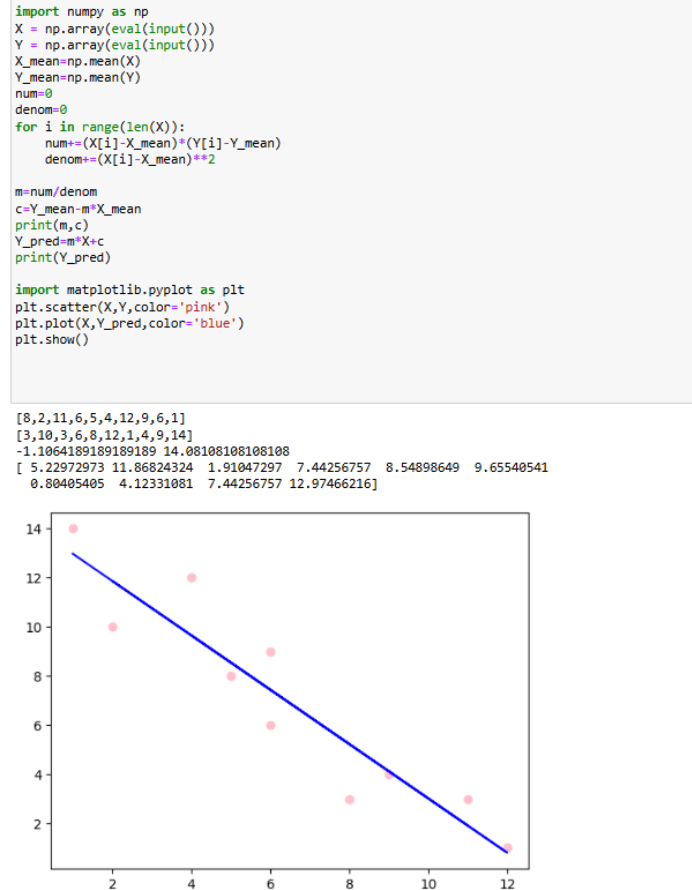 import numpy as np
X = np.array(eval(input()))
Y = np.array(eval(input()))
X_mean=np.mean(X)
Y_mean=np.mean(Y)
num=0
denom=0
for i in range(len(X)):
    num+=(X[i]-X_mean)*(Y[i]-Y_mean)
    denom+=(X[i]-X_mean)**2
m=num/denom
c=Y_mean-m*X_mean
print(m,c)
Y_pred=m*X+c
print(Y_pred)
import matplotlib.pyplot as plt
plt.scatter(X,Y,color='pink')
plt.plot(X,Y_pred,color='blue')
plt.show()
[8,2,11,6,5,4,12,9,6,1]
[3,10,3,6,8,12,1,4,9,14]
-1.1064189189189189 14.08108108108108
[ 5.22972973 11.86824324  1.91047297  7.44256757  8.54898649  9.65540541
  0.80405405  4.12331081  7.44256757 12.97466216]
14
12
10
8
6
4
2
2 4 6 8 10 12